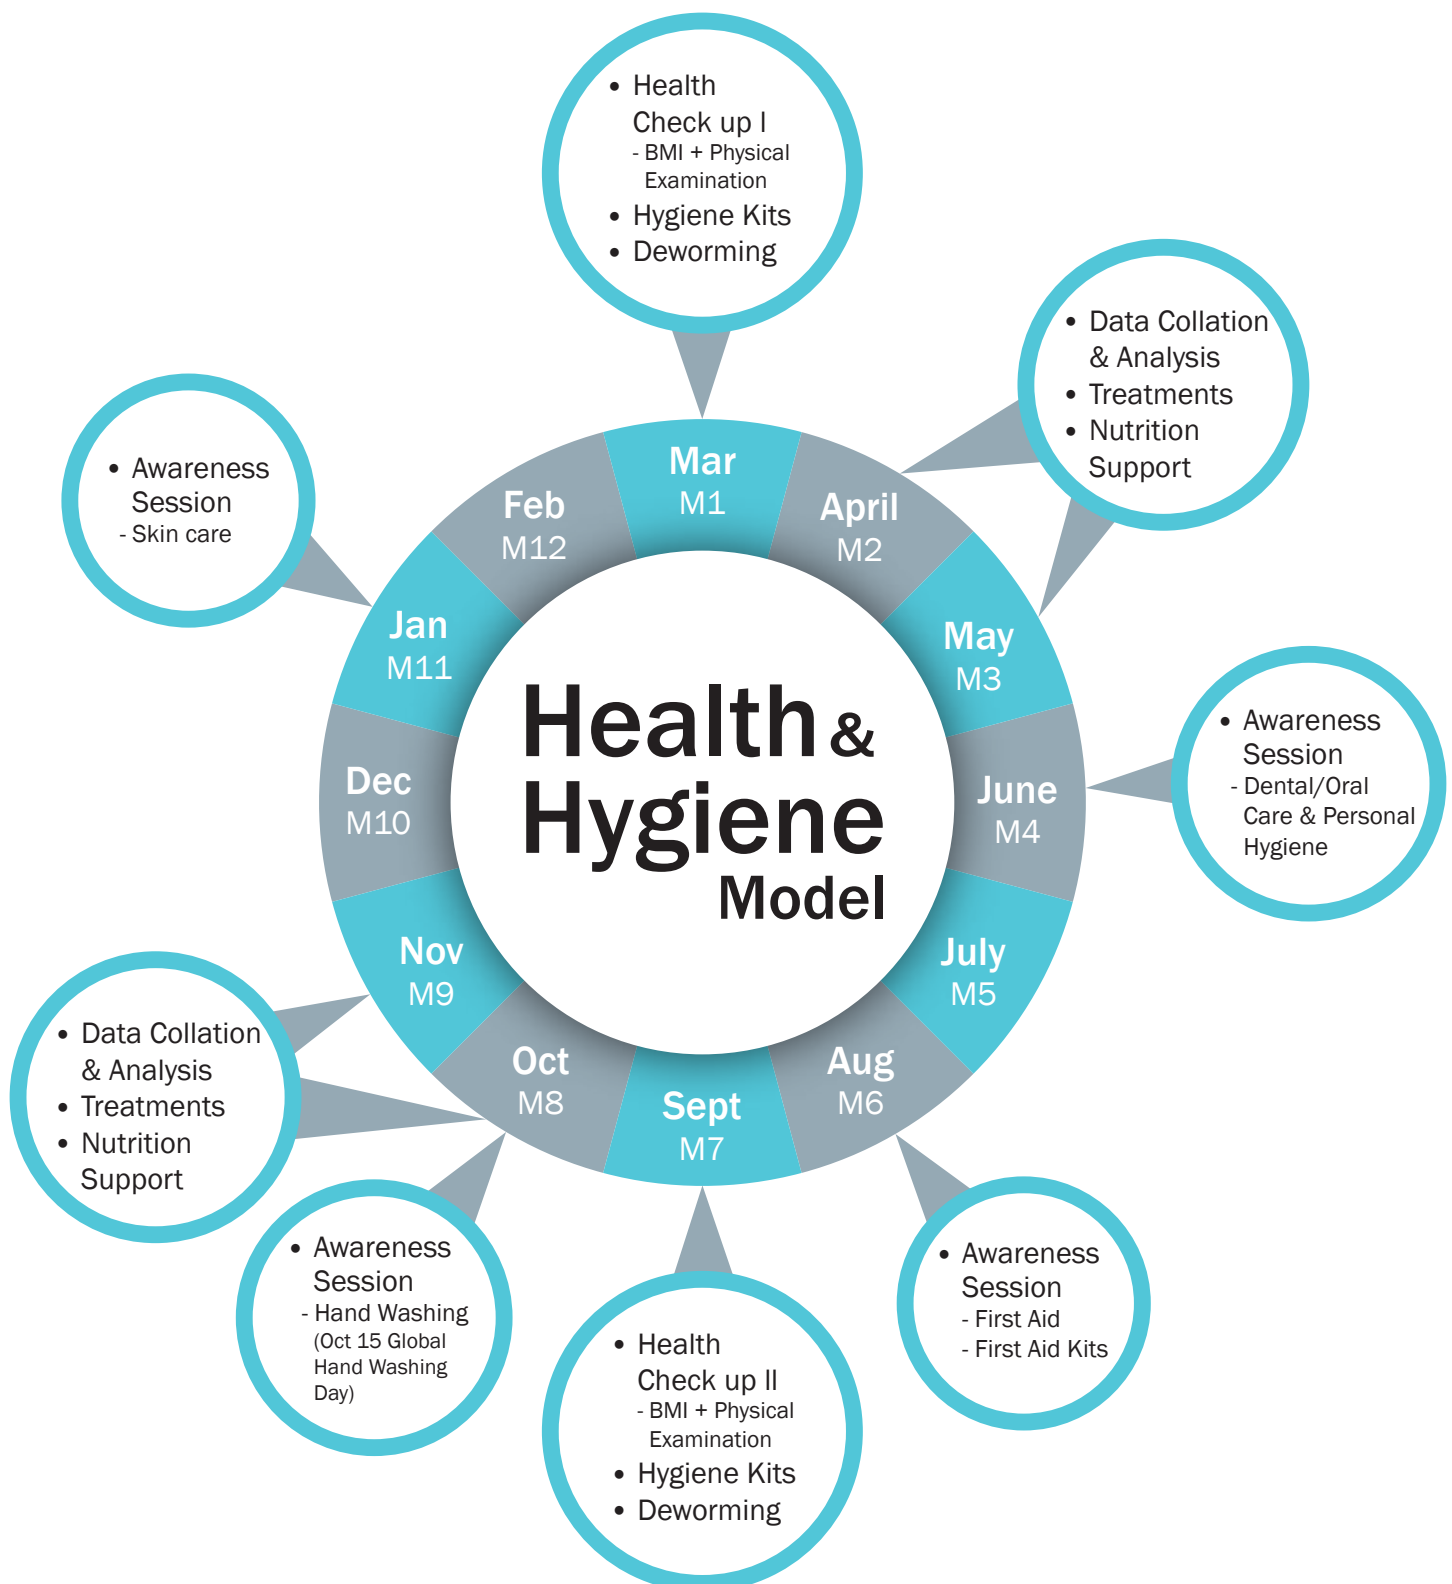 • Health
Check up I
- BMI + Physical
Examination
• Hygiene Kits
• Deworming
• Data Collation
& Analysis
• Treatments
• Nutrition
Support
• Awareness
Session
- Skin care
Mar
M1
April
M2
May
M3
June
M4
July
M5
Aug
M6
Sept
M7
Oct
M8
Nov
M9
Dec
M10
Jan
M11
Feb
M12
Health &
Hygiene
Model
• Awareness
Session
- Dental/Oral
Care & Personal
Hygiene
• Data Collation
& Analysis
• Treatments
• Nutrition
Support
• Awareness
Session
- Hand Washing
(Oct 15 Global
Hand Washing
Day)
• Health
Check up II
- BMI + Physical
Examination
• Hygiene Kits
• Deworming
• Awareness
Session
- First Aid
- First Aid Kits